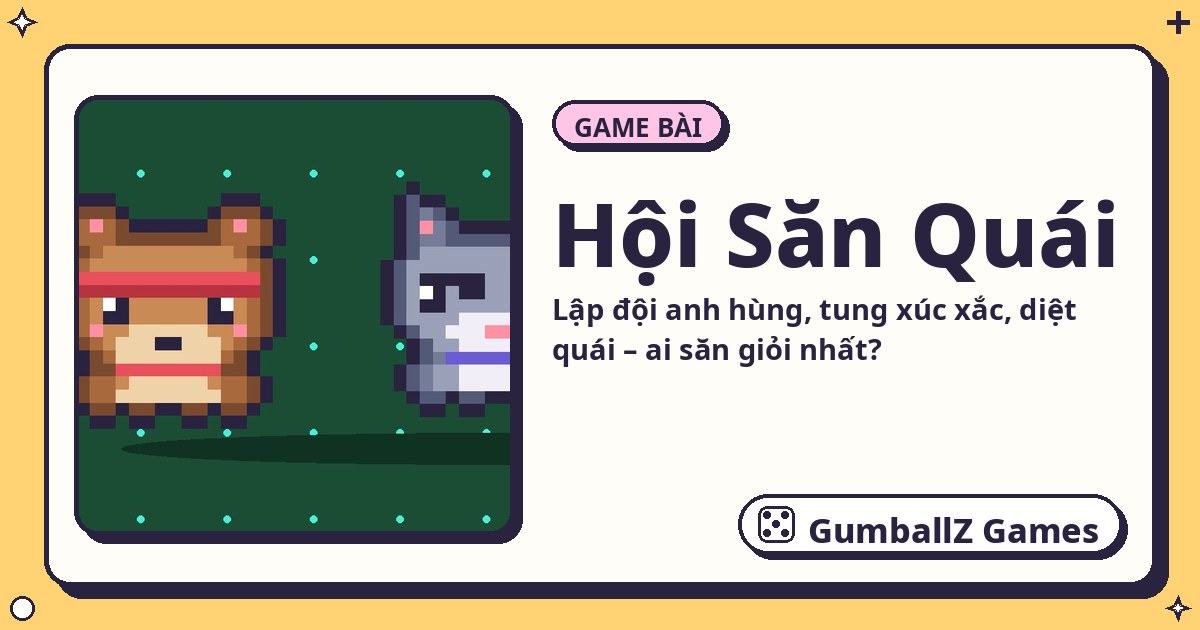 GAME BÀI
Hội Săn Quái
Lập đội anh hùng, tung xúc xắc, diệt
quái – ai săn giỏi nhất?
GumballZ Games